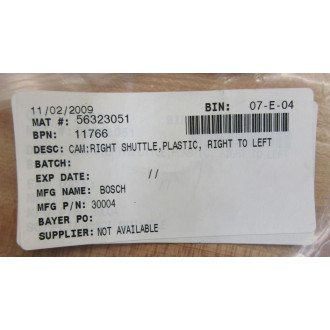 11/02/2009 BIN: 07-E-04
MAT #: 56323051
BPN: 11766
DESC: CAM:RIGHT SHUTTLE,PLASTIC, RIGHT TO LEFT
BATCH:
EXP DATE: //
MFG NAME: BOSCH
MFG P/N: 30004
BAYER PO:
SUPPLIER: NOT AVAILABLE